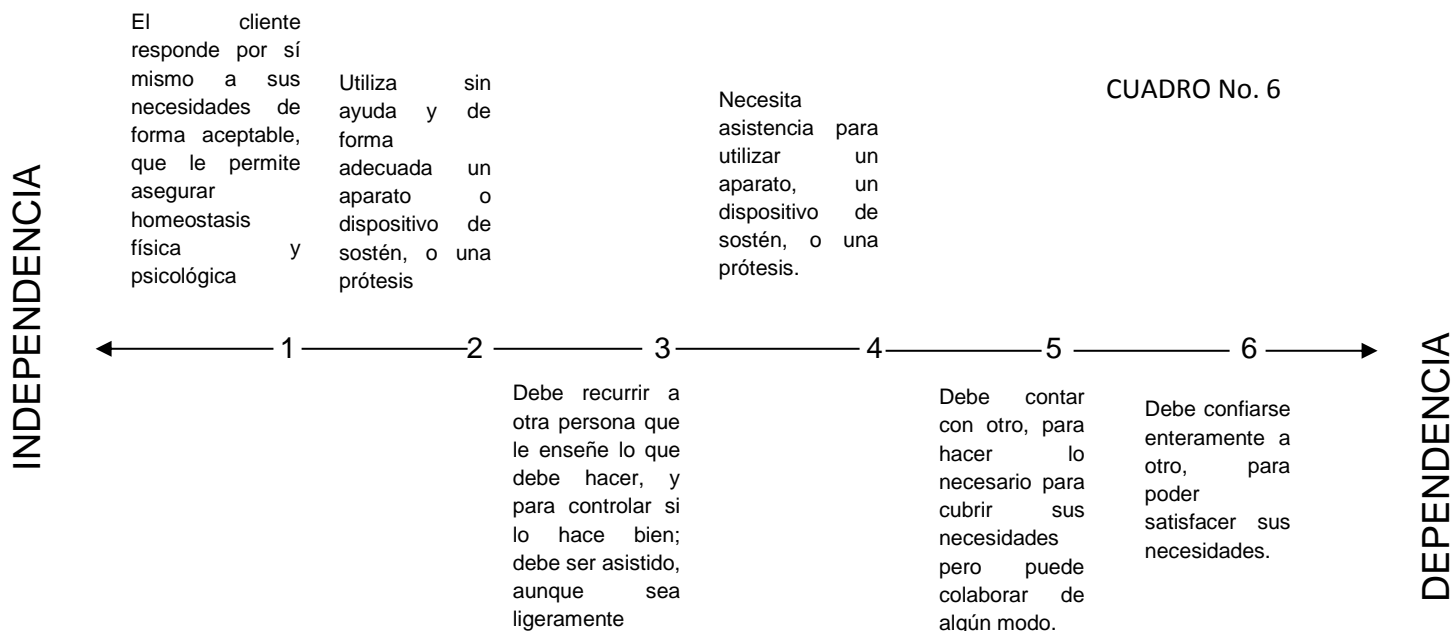 CUADRO No. 6
INDEPENDENCIA
El cliente
responde por sí
mismo a sus
necesidades de
forma aceptable,
que le permite
asegurar
homeostasis
física y
psicológica
Utiliza sin
ayuda y de
forma
adecuada un
aparato o
dispositivo de
sostén, o una
prótesis
Necesita
asistencia para
utilizar un
aparato, un
dispositivo de
sostén, o una
prótesis.
1 2 3 4 5 6
Debe recurrir a
otra persona que
le enseñe lo que
debe hacer, y
para controlar si
lo hace bien;
debe ser asistido,
aunque sea
ligeramente
Debe contar
con otro, para
hacer lo
necesario para
cubrir sus
necesidades
pero puede
colaborar de
algún modo.
Debe confiarse
enteramente a
otro, para
poder
satisfacer sus
necesidades.
DEPENDENCIA